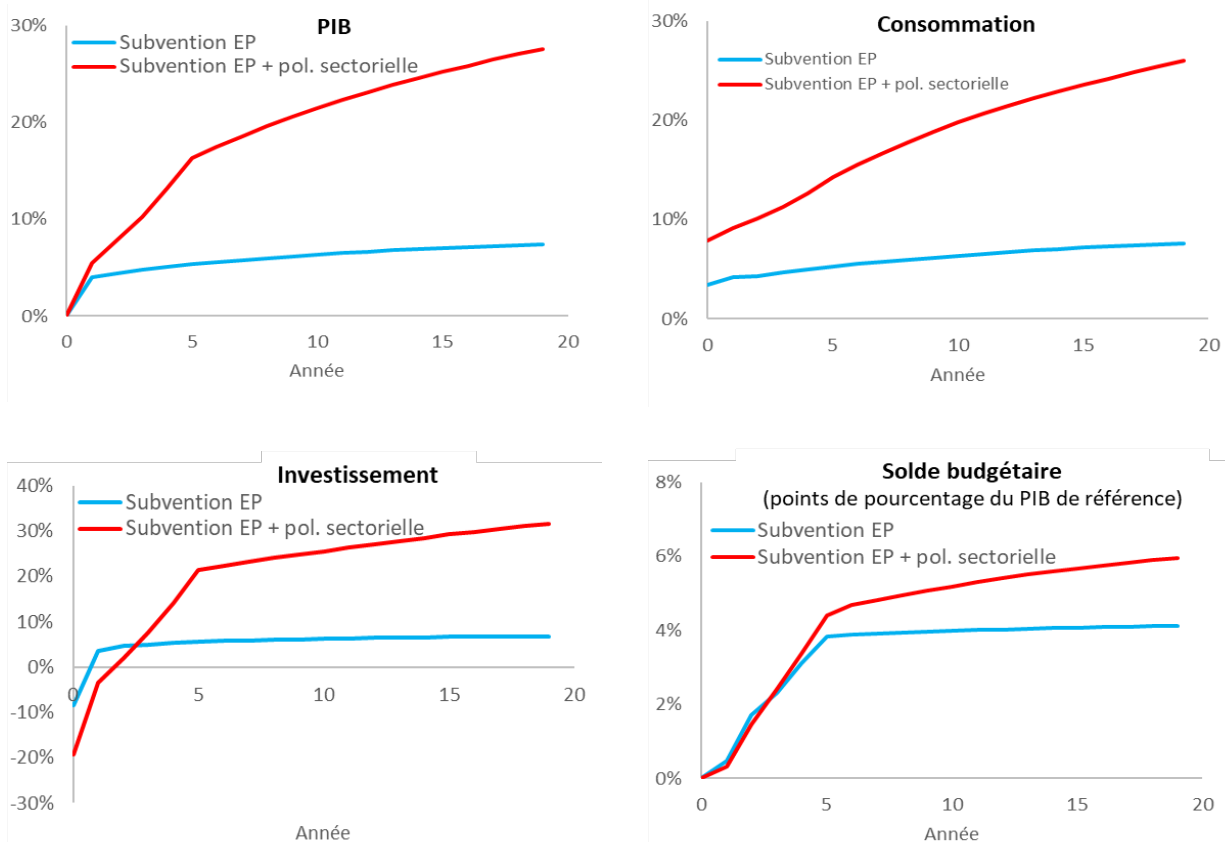 PIB
30%
20%
10%
0%
Subvention EP
Subvention EP + pol. sectorielle
0 5 10 15 20
Année
Consommation
30%
20%
10%
0%
Subvention EP
Subvention EP + pol. sectorielle
0 5 10 15 20
Année
Investissement
40%
30%
20%
10%
0%
-10%
-20%
-30%
Subvention EP
Subvention EP + pol. sectorielle
0 5 10 15 20
Année
Solde budgétaire
(points de pourcentage du PIB de référence)
8%
6%
4%
2%
0%
Subvention EP
Subvention EP + pol. sectorielle
0 5 10 15 20
Année